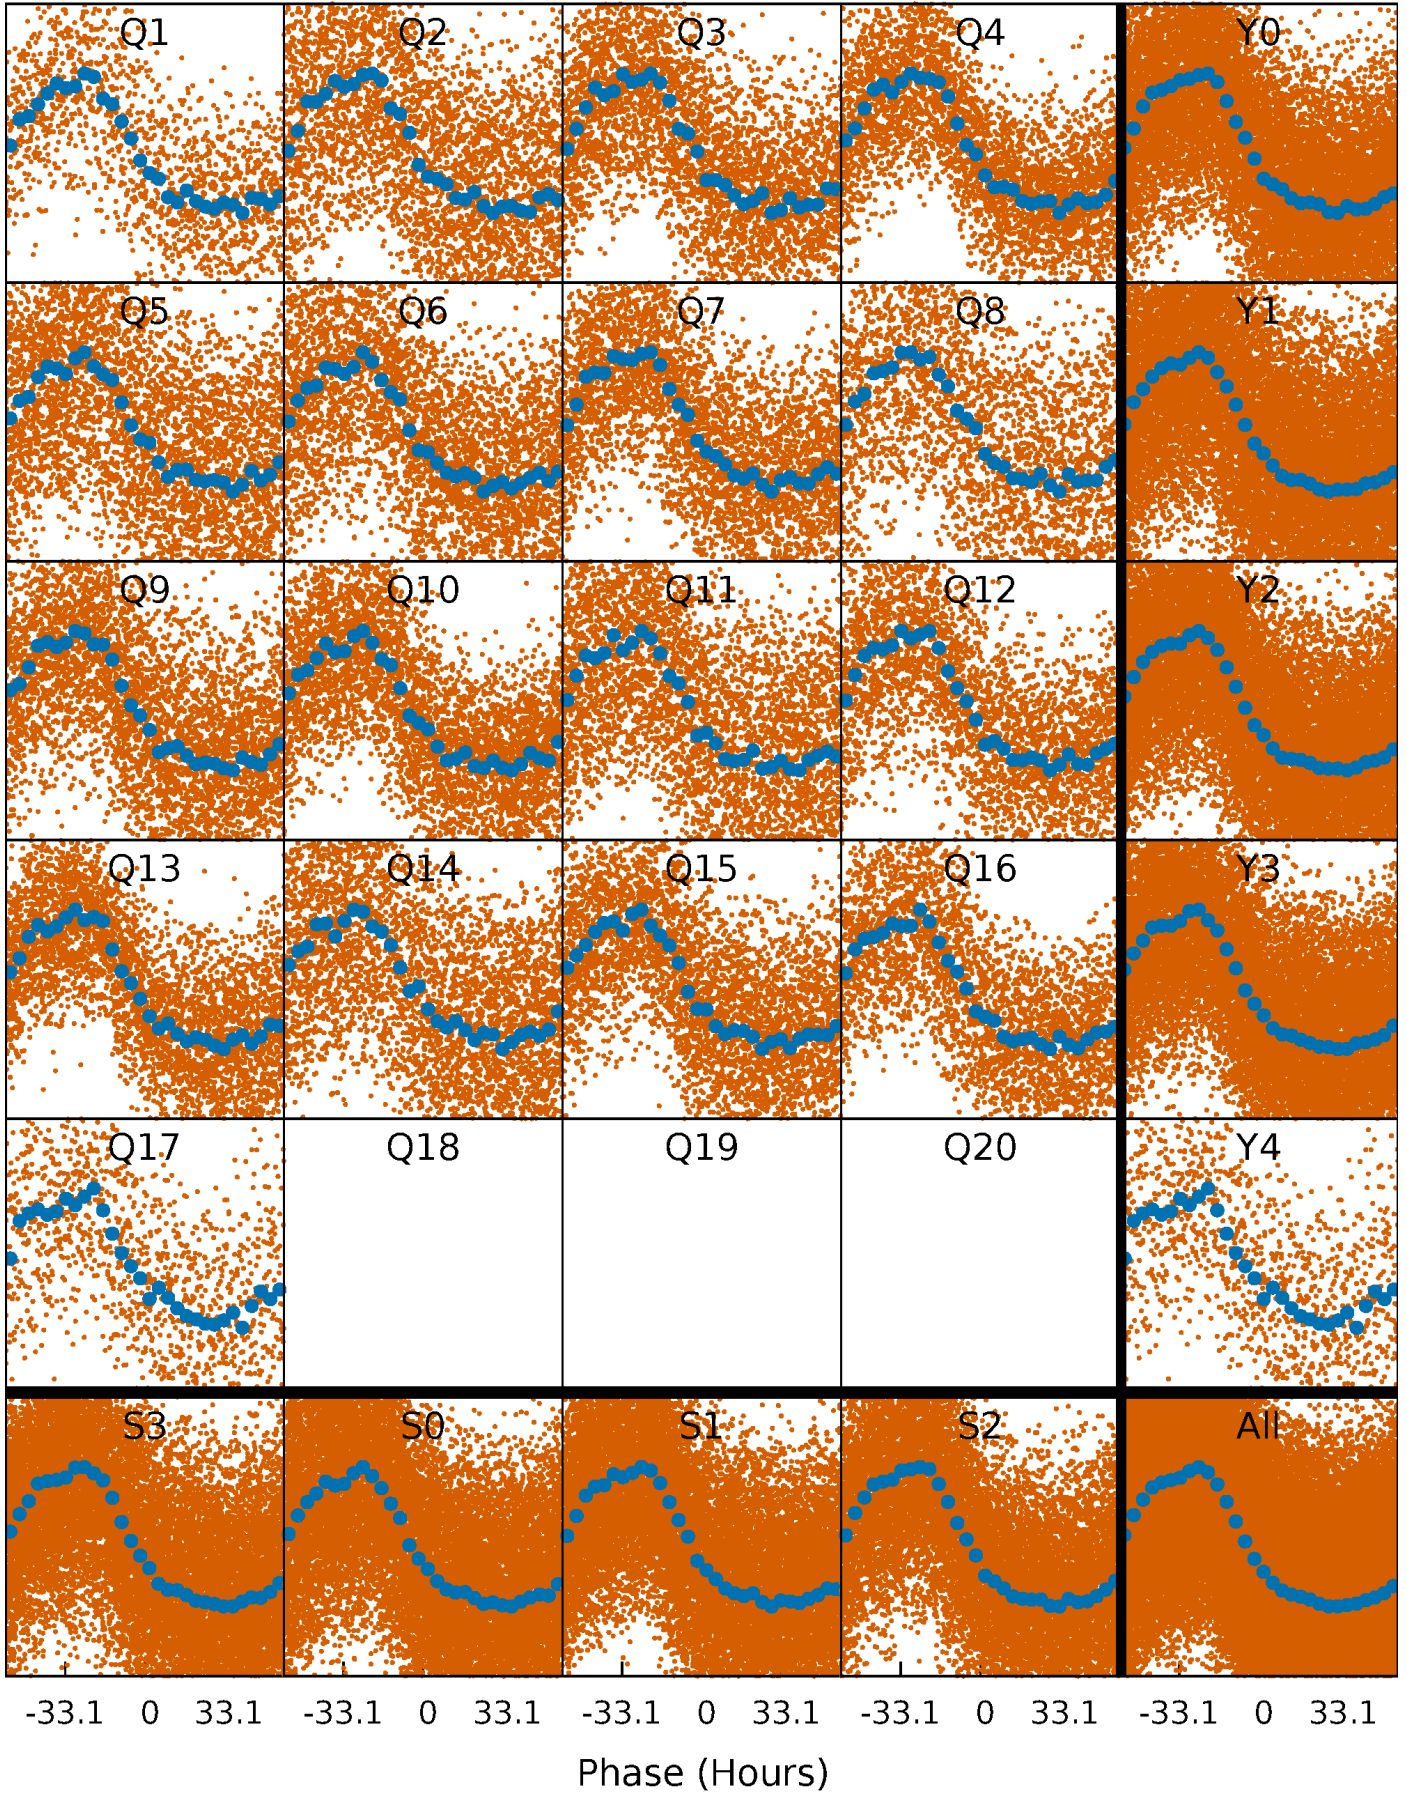 Q1 Q2 Q3 Q4 Y0
Q5 Q6 Q7 Q8 Y1
Q9 Q10 Q11 Q12 Y2
Q13 Q14 Q15 Q16 Y3
Q17 Q18 Q19 Q20 Y4
S3 S0 S1 S2 All
-33.1 0 33.1 -33.1 0 33.1 -33.1 0 33.1 -33.1 0 33.1 -33.1 0 33.1
Phase (Hours)